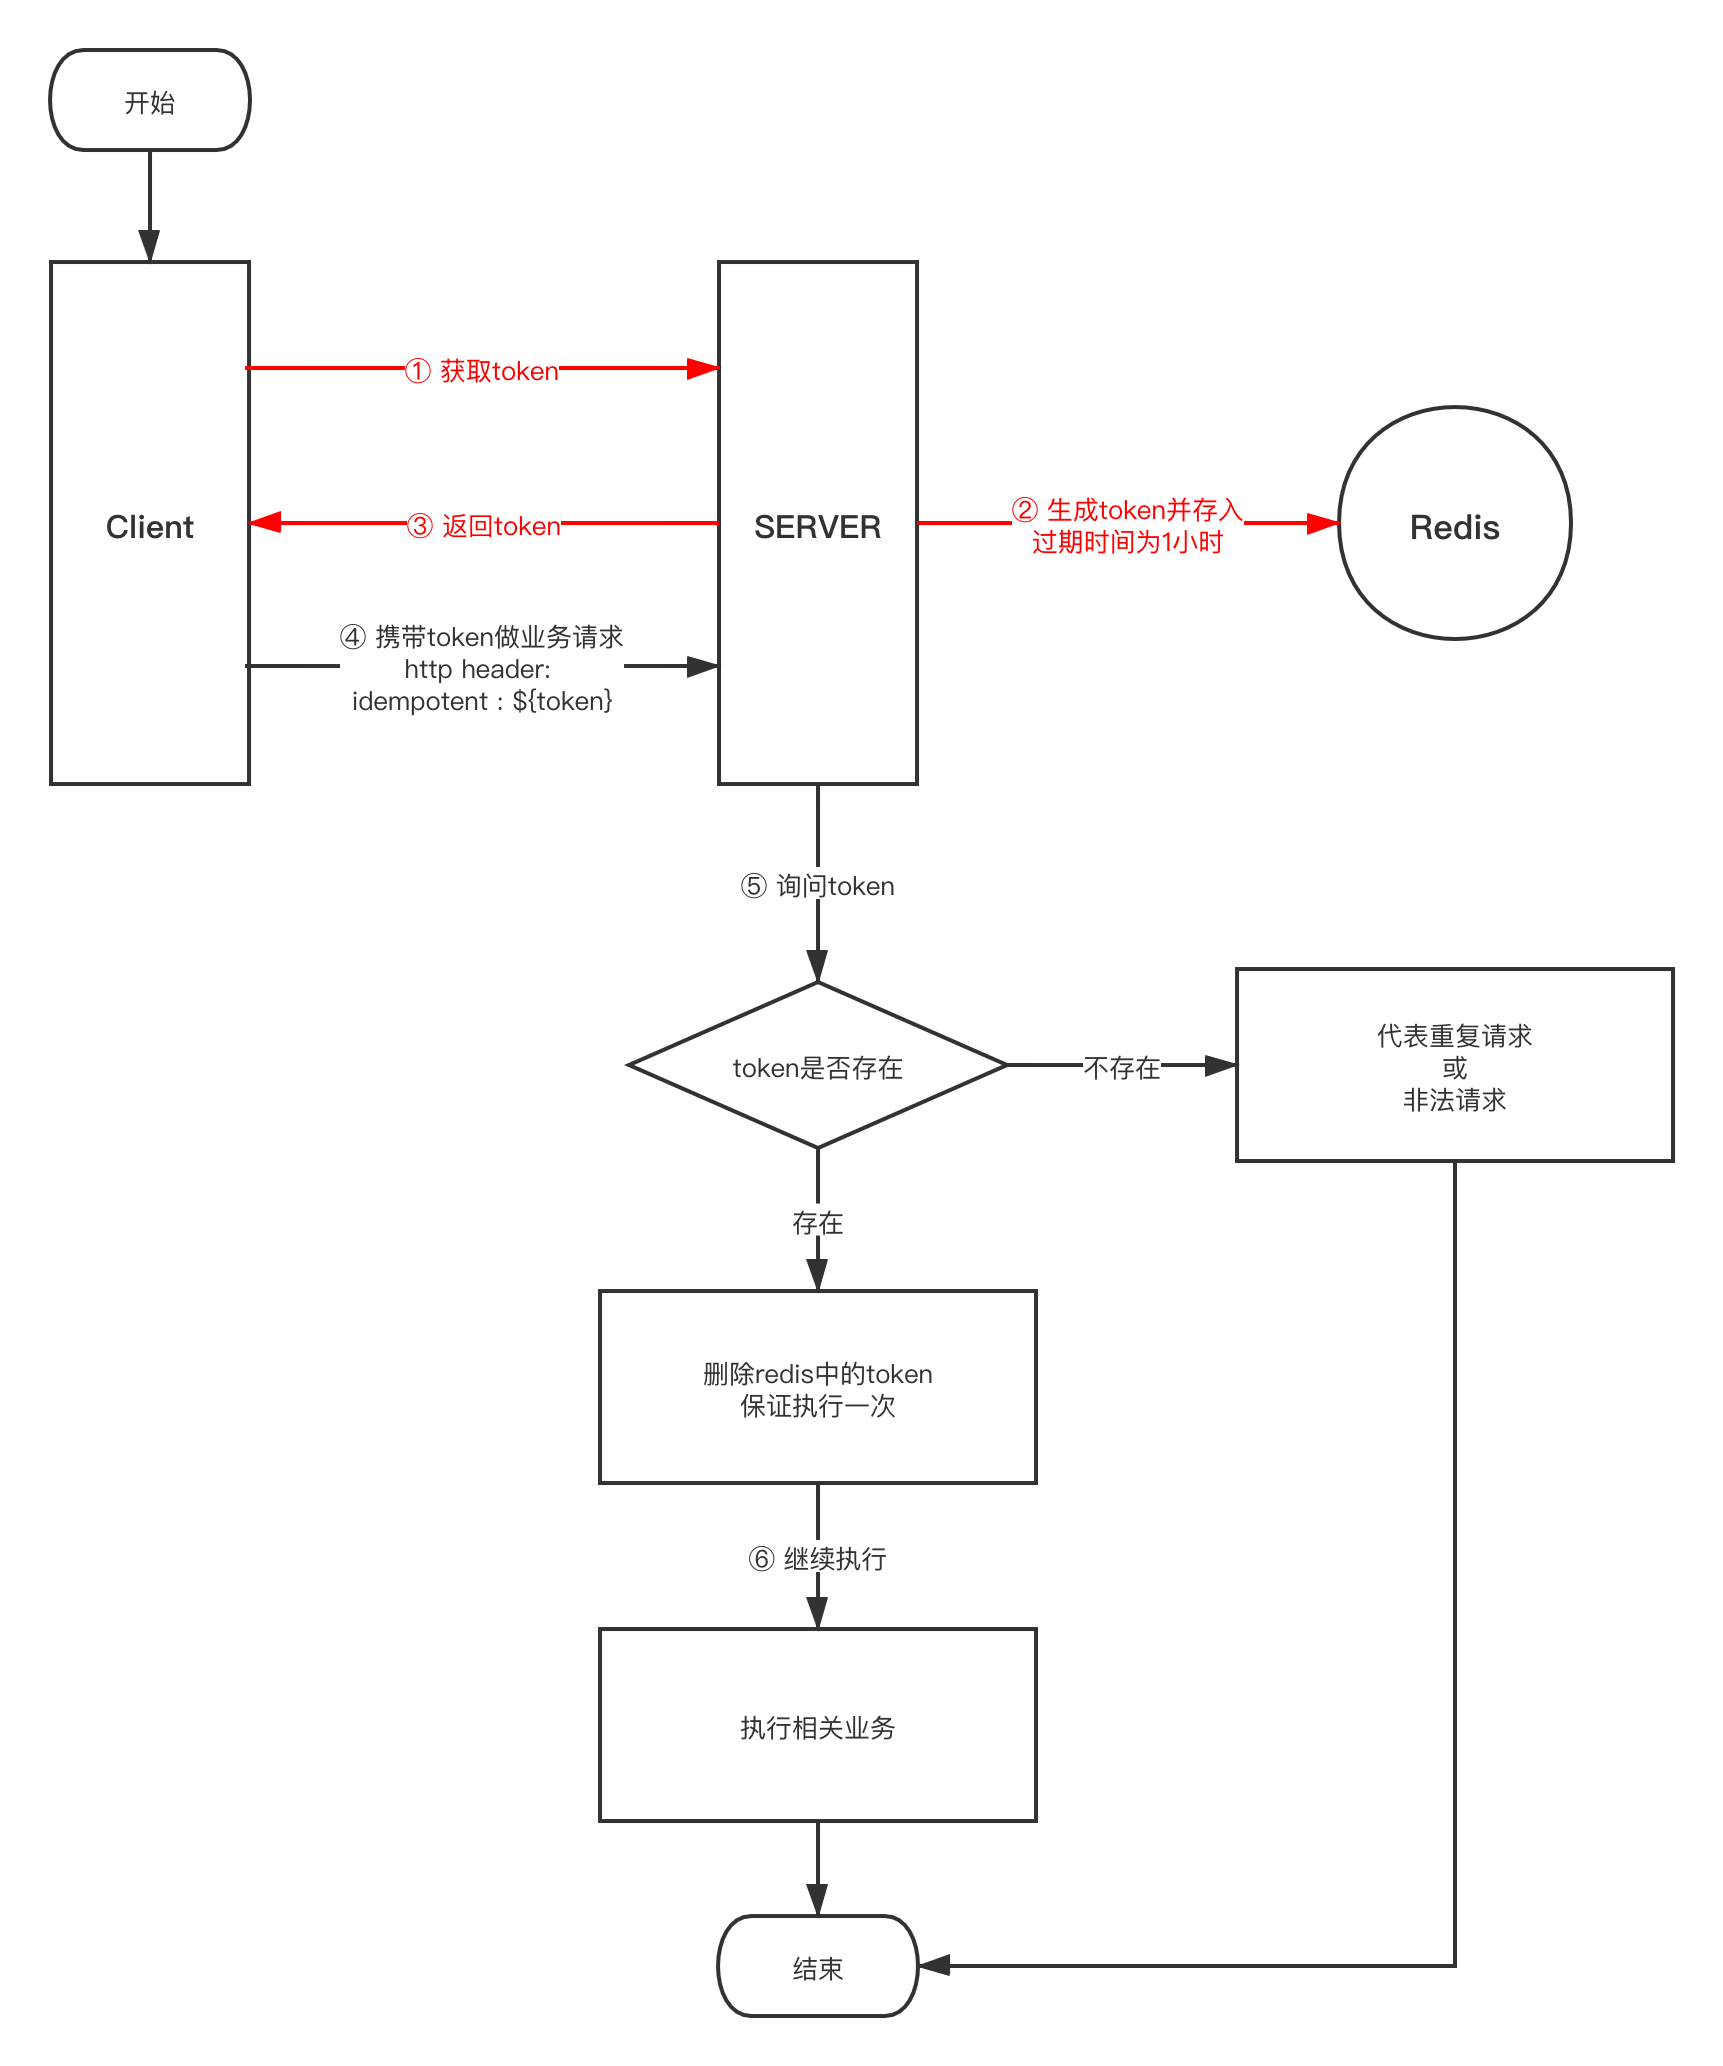 开始
① 获取token
② 生成token并存入
过期时间为1小时
Client
③ 返回token
SERVER
Redis
④ 携带token做业务请求
http header:
idempotent : ${token}
⑤ 询问token
token是否存在
不存在
代表重复请求
或
非法请求
存在
删除redis中的token
保证执行一次
⑥ 继续执行
执行相关业务
结束